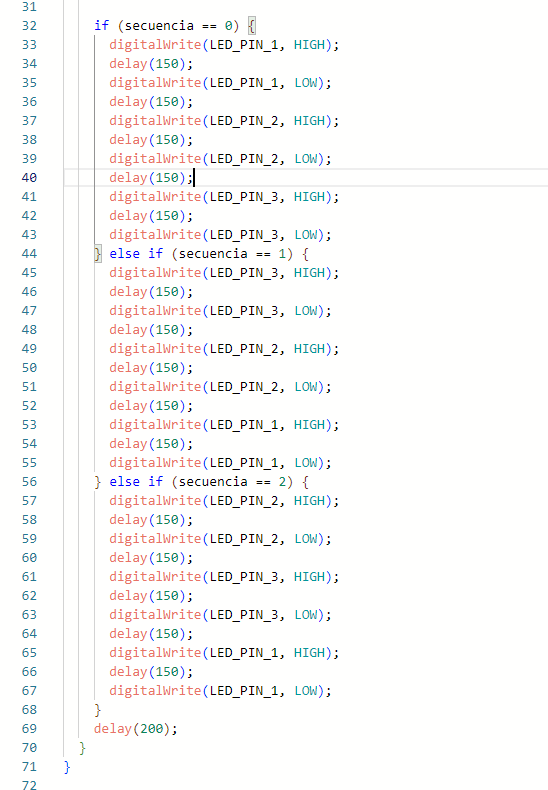 31
32 if (secuencia == 0) {
33 digitalWrite(LED_PIN_1, HIGH);
34 delay(150);
35 digitalWrite(LED_PIN_1, LOW);
36 delay(150);
37 digitalWrite(LED_PIN_2, HIGH);
38 delay(150);
39 digitalWrite(LED_PIN_2, LOW);
40 delay(150);
41 digitalWrite(LED_PIN_3, HIGH);
42 delay(150);
43 digitalWrite(LED_PIN_3, LOW);
44 } else if (secuencia == 1) {
45 digitalWrite(LED_PIN_3, HIGH);
46 delay(150);
47 digitalWrite(LED_PIN_3, LOW);
48 delay(150);
49 digitalWrite(LED_PIN_2, HIGH);
50 delay(150);
51 digitalWrite(LED_PIN_2, LOW);
52 delay(150);
53 digitalWrite(LED_PIN_1, HIGH);
54 delay(150);
55 digitalWrite(LED_PIN_1, LOW);
56 } else if (secuencia == 2) {
57 digitalWrite(LED_PIN_2, HIGH);
58 delay(150);
59 digitalWrite(LED_PIN_2, LOW);
60 delay(150);
61 digitalWrite(LED_PIN_3, HIGH);
62 delay(150);
63 digitalWrite(LED_PIN_3, LOW);
64 delay(150);
65 digitalWrite(LED_PIN_1, HIGH);
66 delay(150);
67 digitalWrite(LED_PIN_1, LOW);
68 }
69 delay(200);
70 }
71 }
72